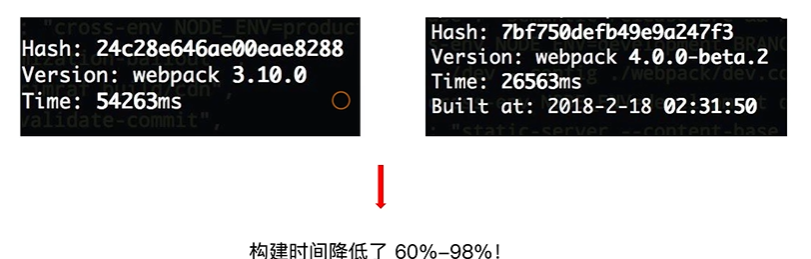 "cross-env NODE_ENV=product
Hash: 24c28e646ae00eae8288
Version: webpack 3.10.0
Time: 54263ms
validate-commit",
Hash: 7bf750defb49e9a247f3
Version: webpack 4.0.0-beta.2
Time: 26563ms
Built at: 2018-2-18 02:31:50
"static-server --content-base
构建时间降低了 60%-98%!